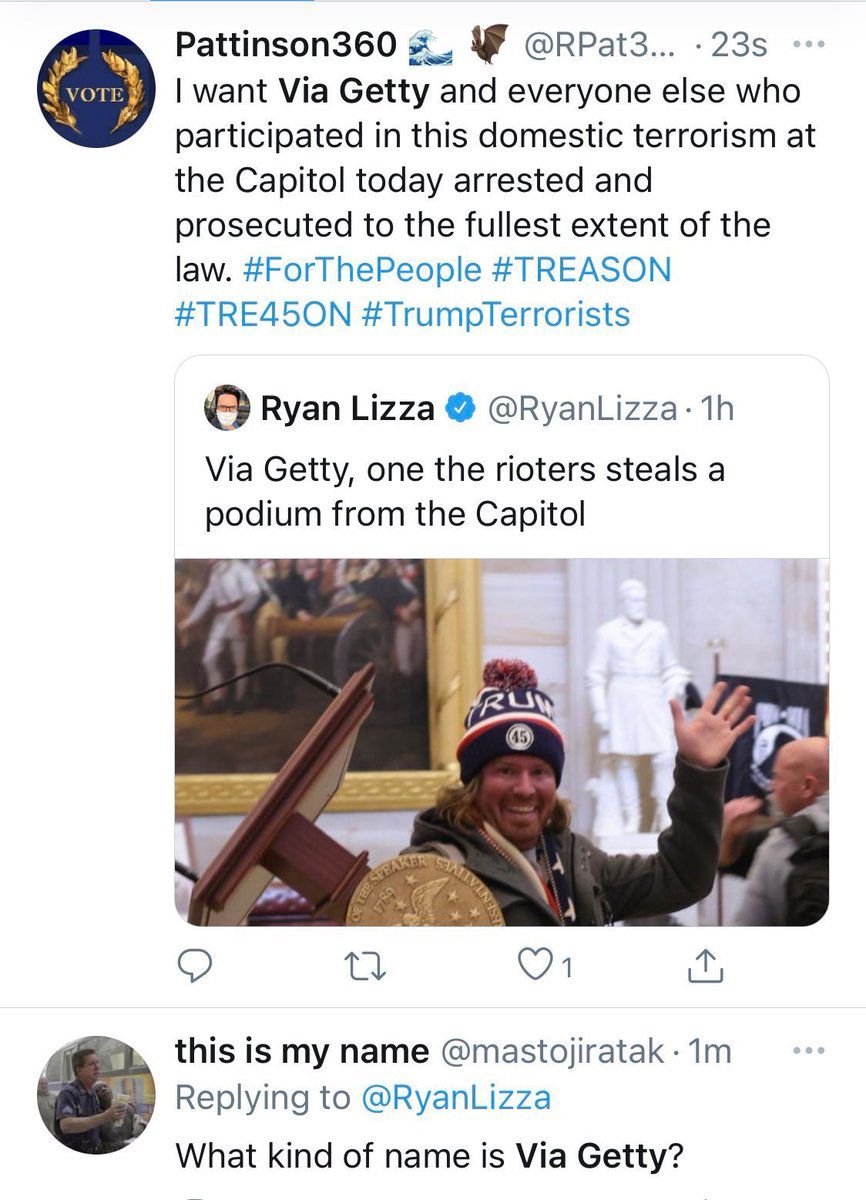 Pattinson360 🌊 🦇 @RPat3... · 23s
VOTE
I want Via Getty and everyone else who
participated in this domestic terrorism at
the Capitol today arrested and
prosecuted to the fullest extent of the
law. #ForThePeople #TREASON
#TRE45ON #TrumpTerrorists
Ryan Lizza @RyanLizza · 1h
Via Getty, one the rioters steals a
podium from the Capitol
TRUM
45
OF THE SPEAKER
1789
1
this is my name @mastojiratak · 1m
Replying to @RyanLizza
What kind of name is Via Getty?